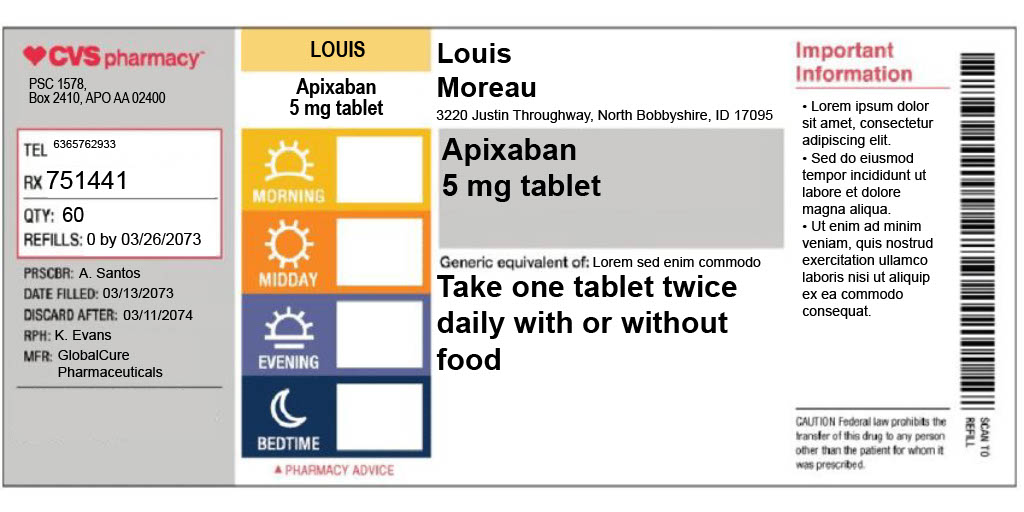 CVS pharmacy
PSC 1578,
Box 2410, APO AA 02400
TEL 6365762933
RX 751441
QTY: 60
REFILLS: 0 by 03/26/2073
PRSCBR: A. Santos
DATE FILLED: 03/13/2073
DISCARD AFTER: 03/11/2074
RPH: K. Evans
MFR: GlobalCure
Pharmaceuticals
LOUIS
Apixaban
5 mg tablet
MORNING
MIDDAY
EVENING
BEDTIME
▲ PHARMACY ADVICE
Louis
Moreau
3220 Justin Throughway, North Bobbyshire, ID 17095
Apixaban
5 mg tablet
Generic equivalent of: Lorem sed enim commodo
Take one tablet twice
daily with or without
food
Important
Information
• Lorem ipsum dolor
sit amet, consectetur
adipiscing elit.
• Sed do eiusmod
tempor incididunt ut
labore et dolore
magna aliqua.
• Ut enim ad minim
veniam, quis nostrud
exercitation ullamco
laboris nisi ut aliquip
ex ea commodo
consequat.
CAUTION Federal law prohibits the
transfer of this drug to any person
other than the patient for whom it
was prescribed.
SCAN TO
REFILL